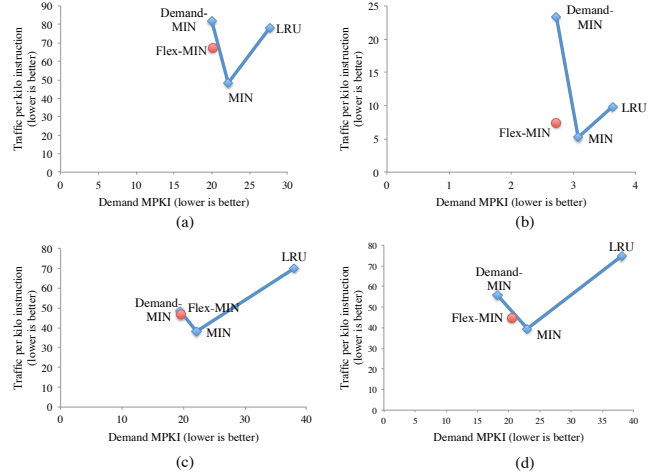 Traffic per kilo instruction
(lower is better)
90
80
70
60
50
40
30
20
10
0
Demand-
MIN
LRU
Flex-MIN
MIN
0 5 10 15 20 25 30
Demand MPKI (lower is better)
(a)
Traffic per kilo instruction
(lower is better)
25
20
15
10
5
0
Demand-
MIN
LRU
Flex-MIN
MIN
0 1 2 3 4
Demand MPKI (lower is better)
(b)
Traffic per kilo instruction
(lower is better)
80
70
60
50
40
30
20
10
0
LRU
Demand-
MIN
Flex-MIN
MIN
0 10 20 30 40
Demand MPKI (lower is better)
(c)
Traffic per kilo instruction
(lower is better)
80
70
60
50
40
30
20
10
0
LRU
Demand-
MIN
Flex-MIN
MIN
0 5 10 15 20 25 30 35 40
Demand MPKI (lower is better)
(d)